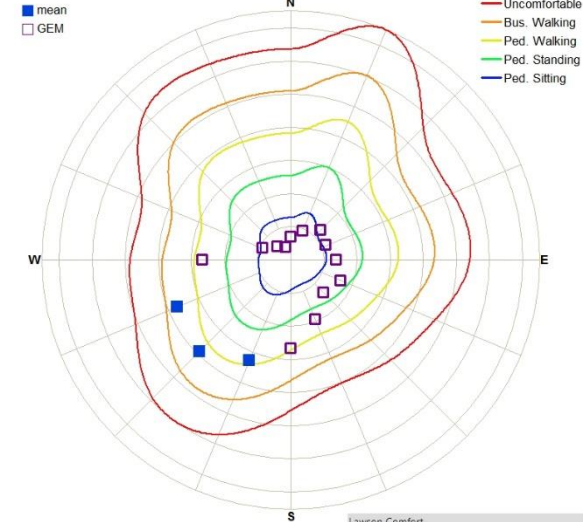 N
mean
GEM
Uncomfortable
Bus. Walking
Ped. Walking
Ped. Standing
Ped. Sitting
W
E
S
Lawson Comfort